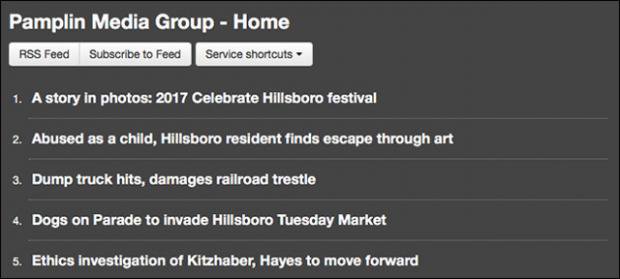 Pamplin Media Group - Home
RSS Feed Subscribe to Feed Service shortcuts
1. A story in photos: 2017 Celebrate Hillsboro festival
2. Abused as a child, Hillsboro resident finds escape through art
3. Dump truck hits, damages railroad trestle
4. Dogs on Parade to invade Hillsboro Tuesday Market
5. Ethics investigation of Kitzhaber, Hayes to move forward